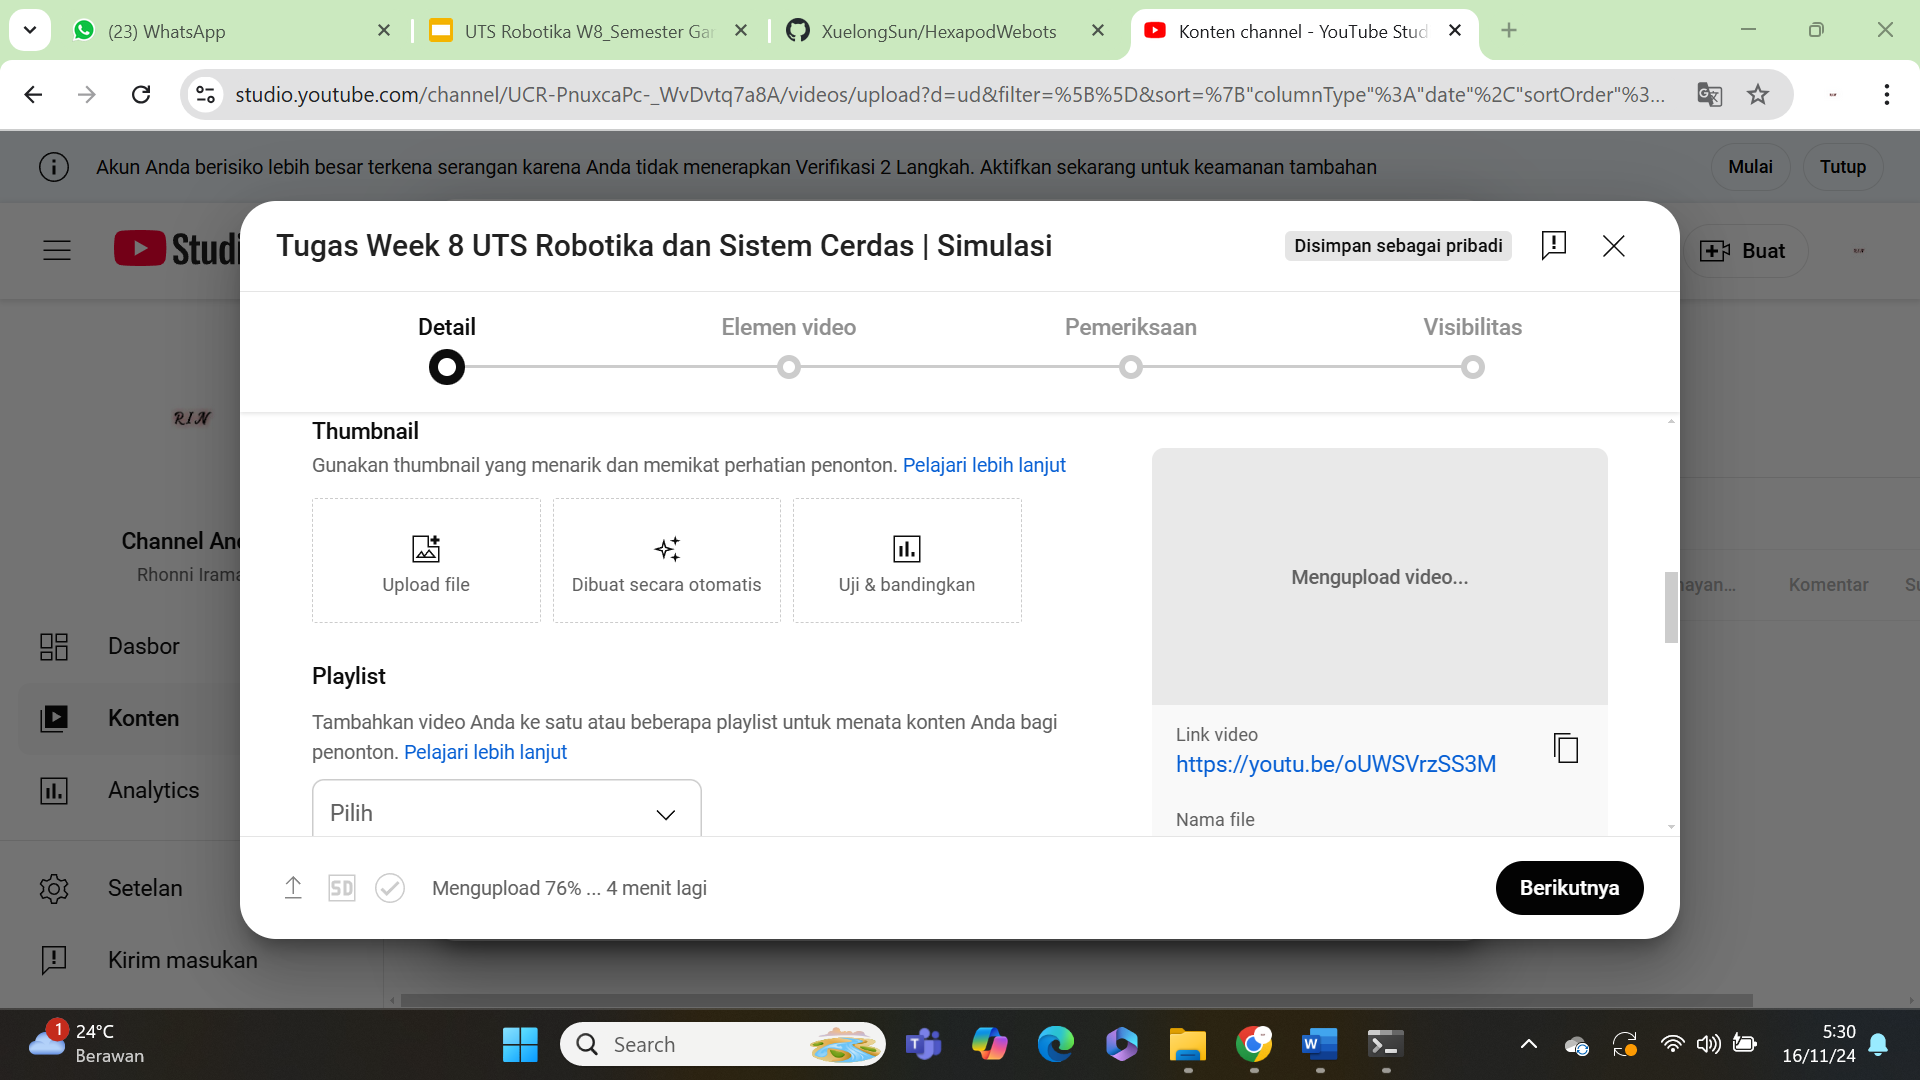 (23) WhatsApp
UTS Robotika W8_Semester Gar
XuelongSun/HexapodWebots
Konten channel - YouTube Stud
studio.youtube.com/channel/UCR-PnuxcaPc-_WvDvtq7a8A/videos/upload?d=ud&filter=%5B%5D&sort=%7B"columnType"%3A"date"%2C"sortOrder"%3...
Akun Anda berisiko lebih besar terkena serangan karena Anda tidak menerapkan Verifikasi 2 Langkah. Aktifkan sekarang untuk keamanan tambahan
Mulai
Tutup
Studi
Tugas Week 8 UTS Robotika dan Sistem Cerdas | Simulasi
Disimpan sebagai pribadi
Buat
Detail
Elemen video
Pemeriksaan
Visibilitas
RIN
Thumbnail
Gunakan thumbnail yang menarik dan memikat perhatian penonton. Pelajari lebih lanjut
Upload file
Dibuat secara otomatis
Uji & bandingkan
Mengupload video...
Channel And
Rhonni Irama
nayan...
Komentar
Su
Dasbor
Konten
Analytics
Setelan
Kirim masukan
Playlist
Tambahkan video Anda ke satu atau beberapa playlist untuk menata konten Anda bagi
penonton. Pelajari lebih lanjut
Pilih
Link video
https://youtu.be/oUWSVrzSS3M
Nama file
SD
Mengupload 76% ... 4 menit lagi
Berikutnya
1
24°C
Berawan
Search
5:30
16/11/24